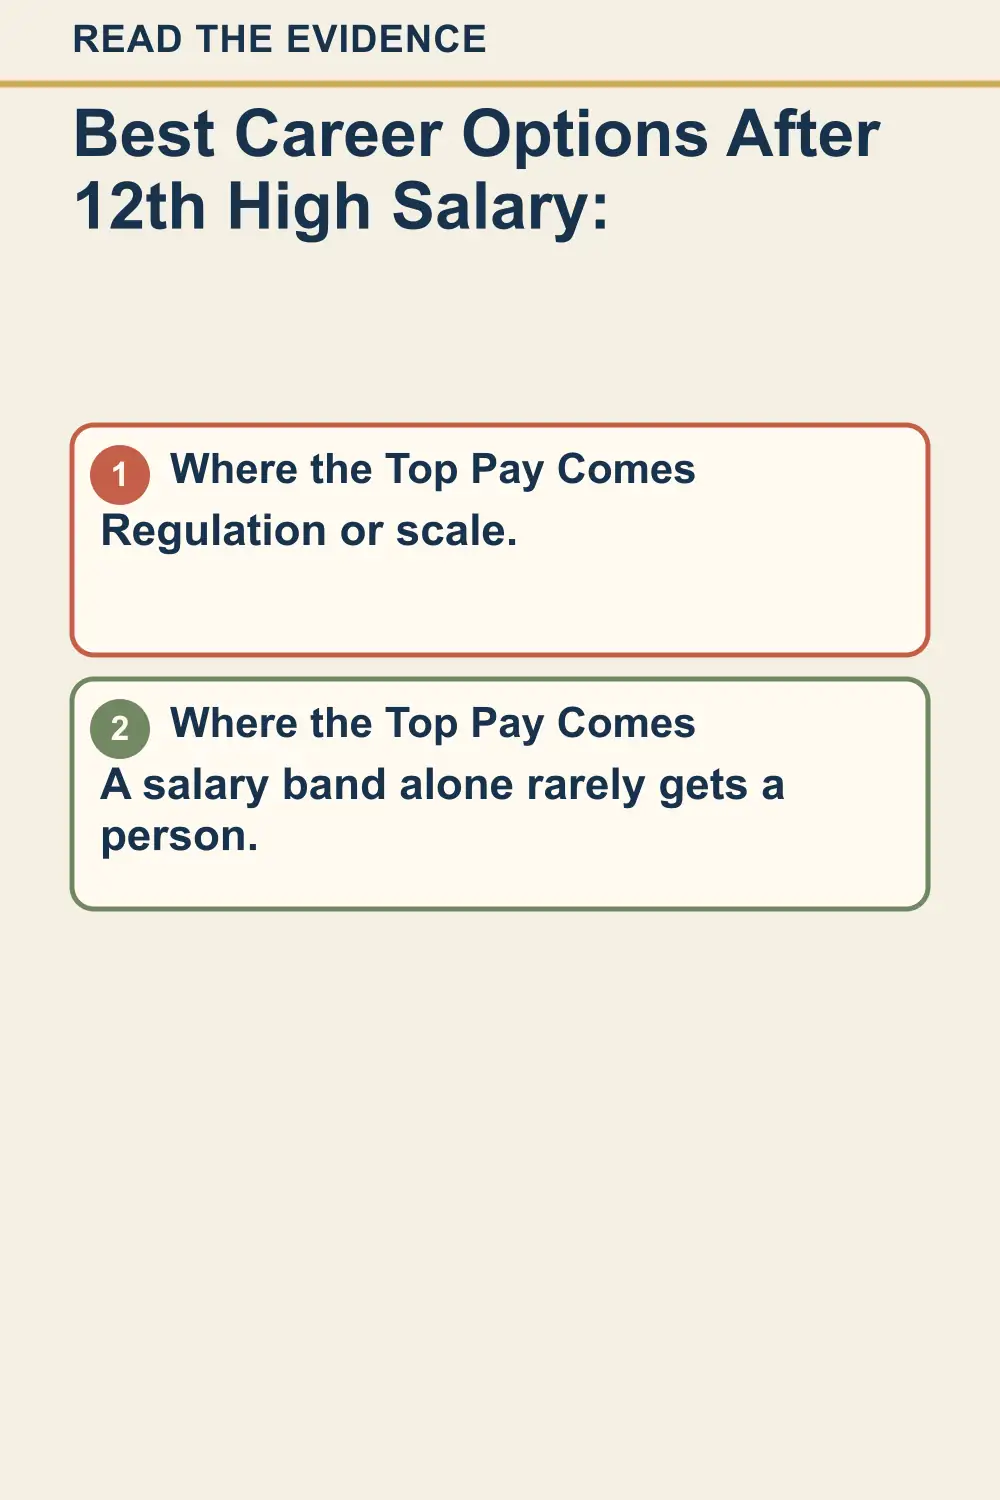 READ THE EVIDENCE
Best Career Options After
12th High Salary:
1 Where the Top Pay Comes
Regulation or scale.
2 Where the Top Pay Comes
A salary band alone rarely gets a
person.